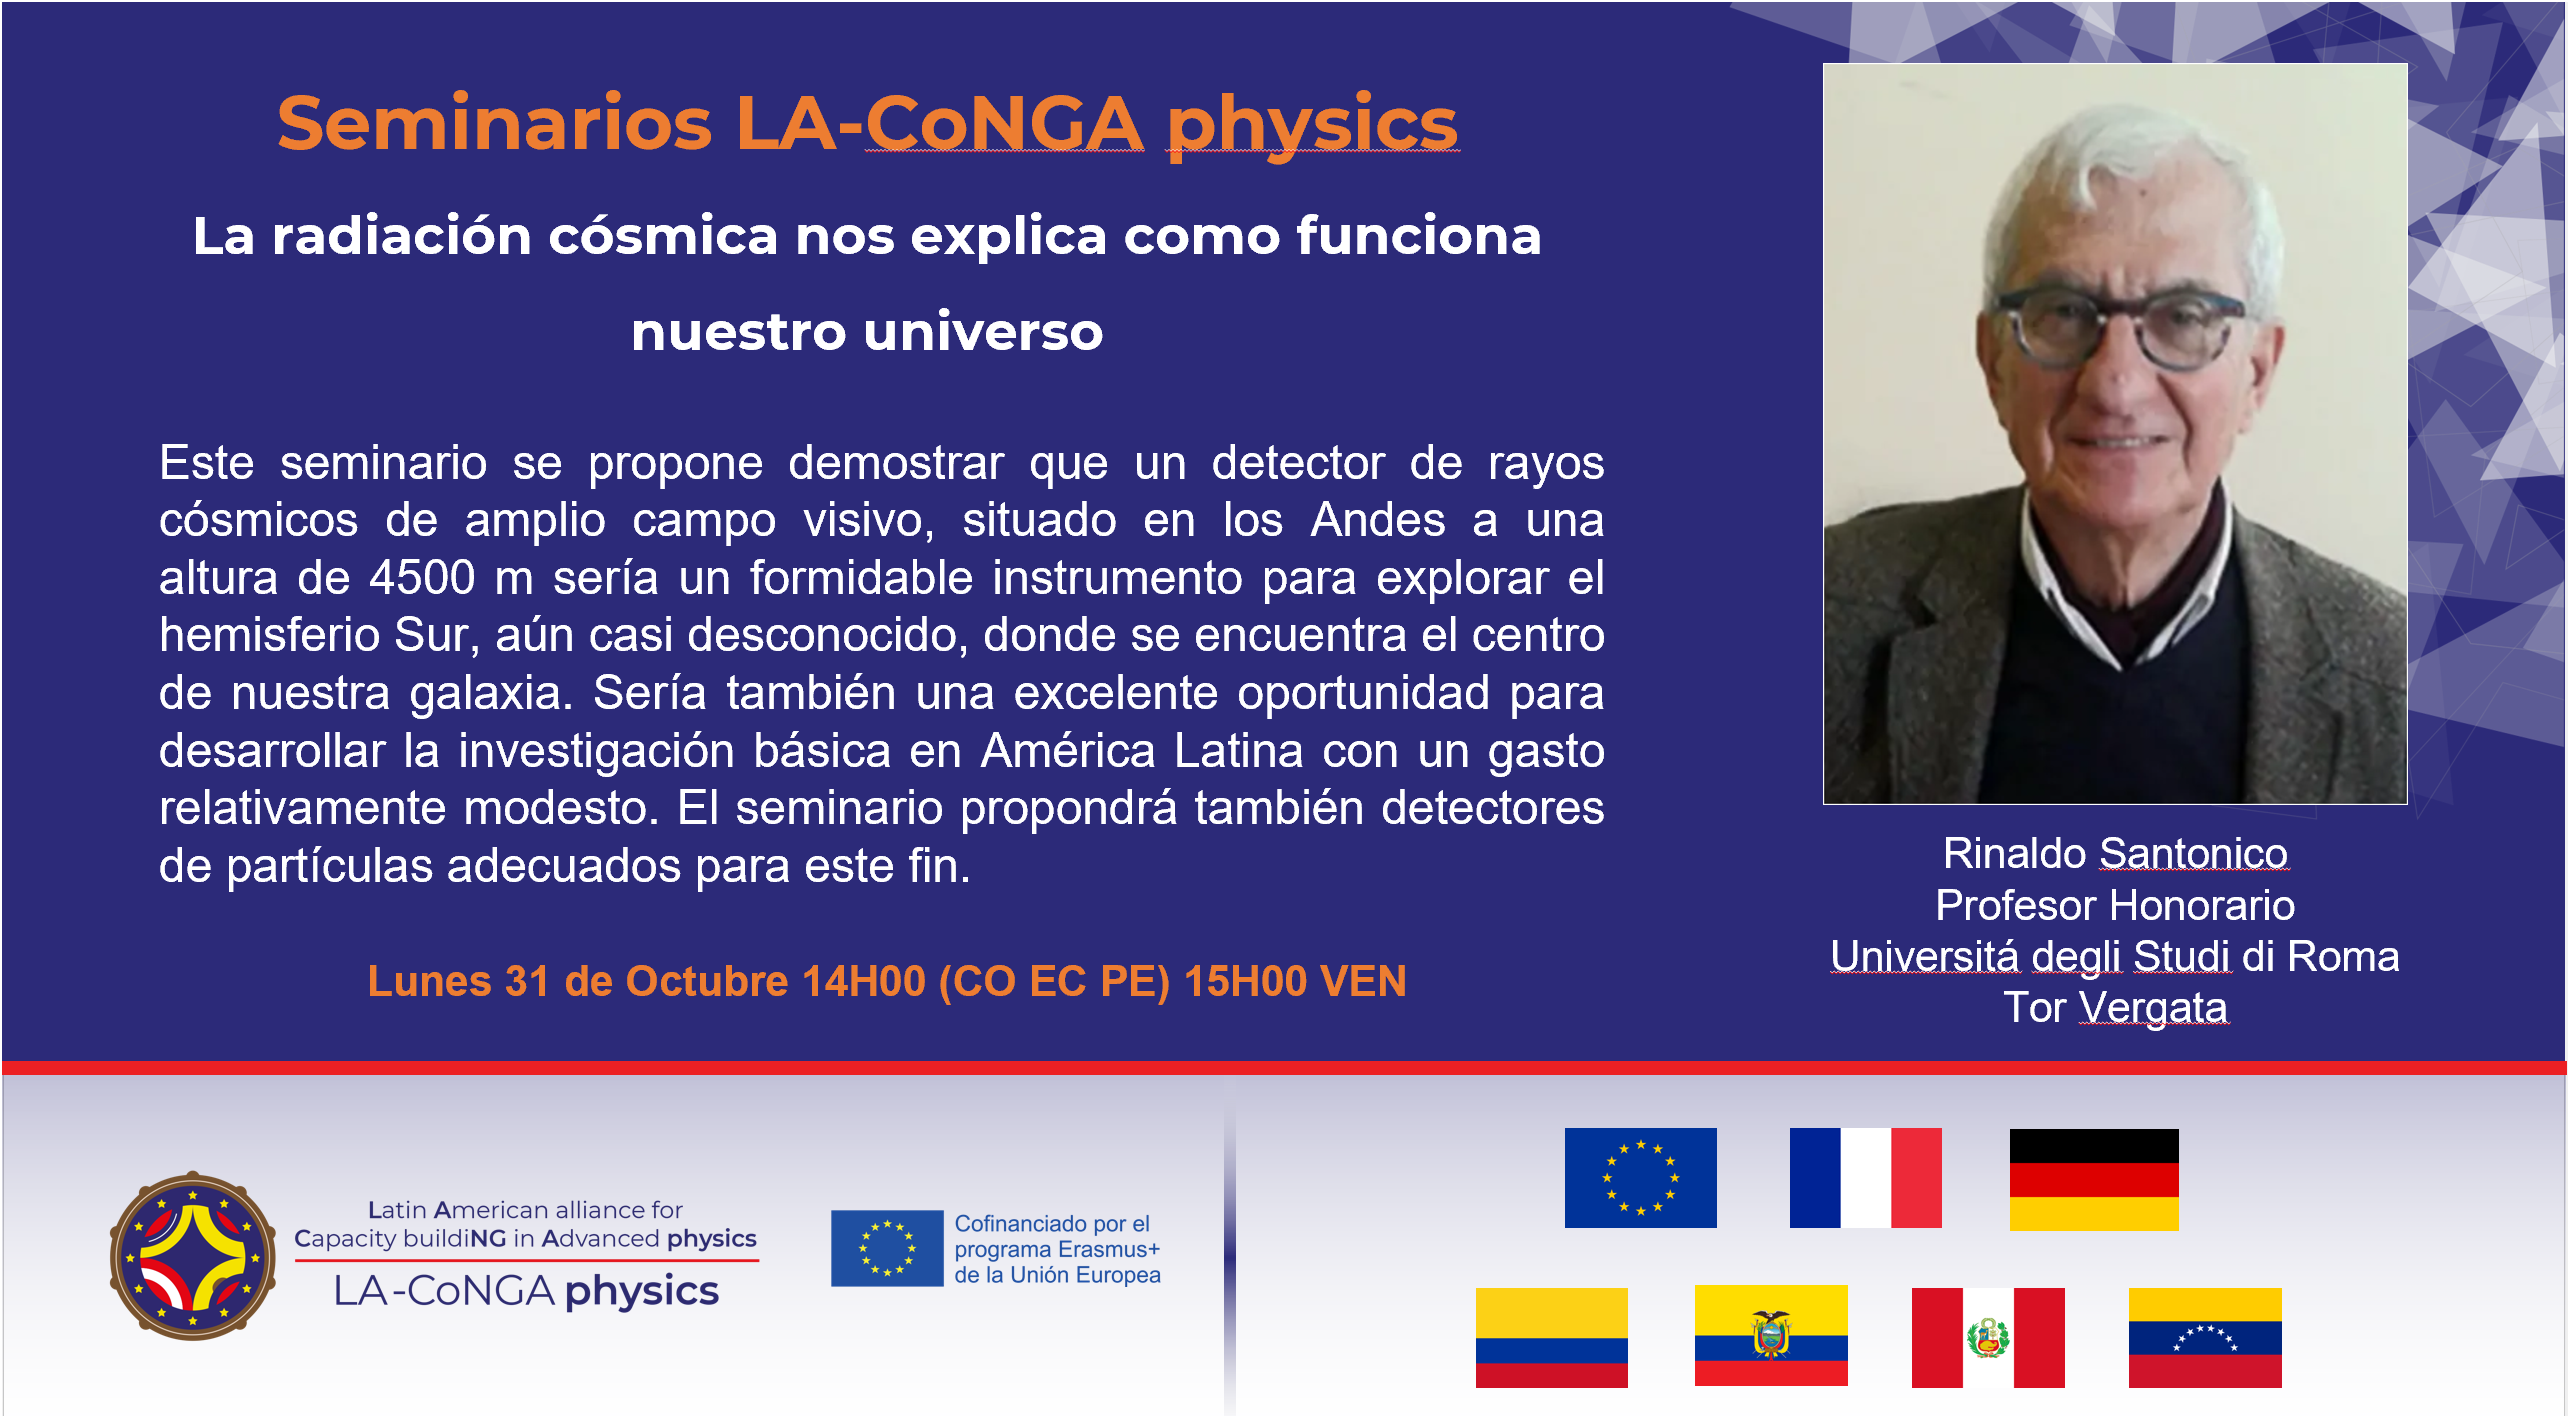 Seminarios LA-CoNGA physics
La radiación cósmica nos explica como funciona
nuestro universo
Este seminario se propone demostrar que un detector de rayos
cósmicos de amplio campo visivo, situado en los Andes a una
altura de 4500 m sería un formidable instrumento para explorar el
hemisferio Sur, aún casi desconocido, donde se encuentra el centro
de nuestra galaxia. Sería también una excelente oportunidad para
desarrollar la investigación básica en América Latina con un gasto
relativamente modesto. El seminario propondrá también detectores
de partículas adecuados para este fin.
Lunes 31 de Octubre 14H00 (CO EC PE) 15H00 VEN
Rinaldo Santonico
Profesor Honorario
Universitá degli Studi di Roma
Tor Vergata
Latin American alliance for
Capacity buildiNG in Advanced physics
LA-CoNGA physics
Cofinanciado por el
programa Erasmus+
de la Unión Europea